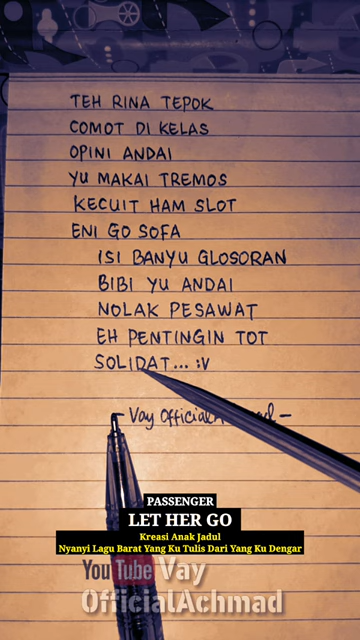 TEH RINA TEPOK
COMOT DI KELAS
OPINI ANDAI
YU MAKAI TREMOS
KECUIT HAM SLOT
ENI GO SOFA
ISI BANYU GLOSORAN
BIBI YU ANDAI
NOLAK PESAWAT
EH PENTINGIN TOT
SOLIDAT... :V
Vay Official
PASSENGER
LET HER GO
Kreasi Anak Jadul
Nyanyi Lagu Barat Yang Ku Tulis Dari Yang Ku Dengar
YouTube Vay
OfficialAchmad